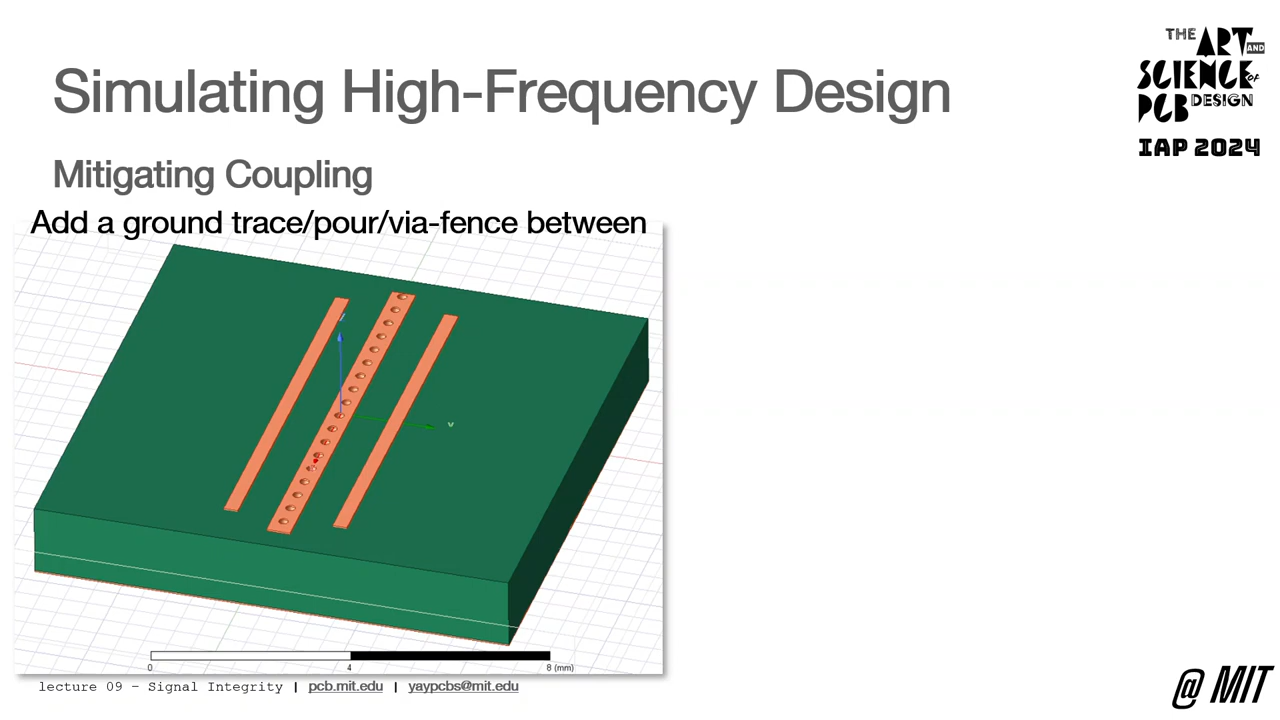 Simulating High-Frequency Design
THE ART AND
SCIENCE OF
PCB DESIGN
IAP 2024
Mitigating Coupling
Add a ground trace/pour/via-fence between
0 4 8 (mm)
lecture 09 – Signal Integrity | pcb.mit.edu | yaypcbs@mit.edu
@ MIT